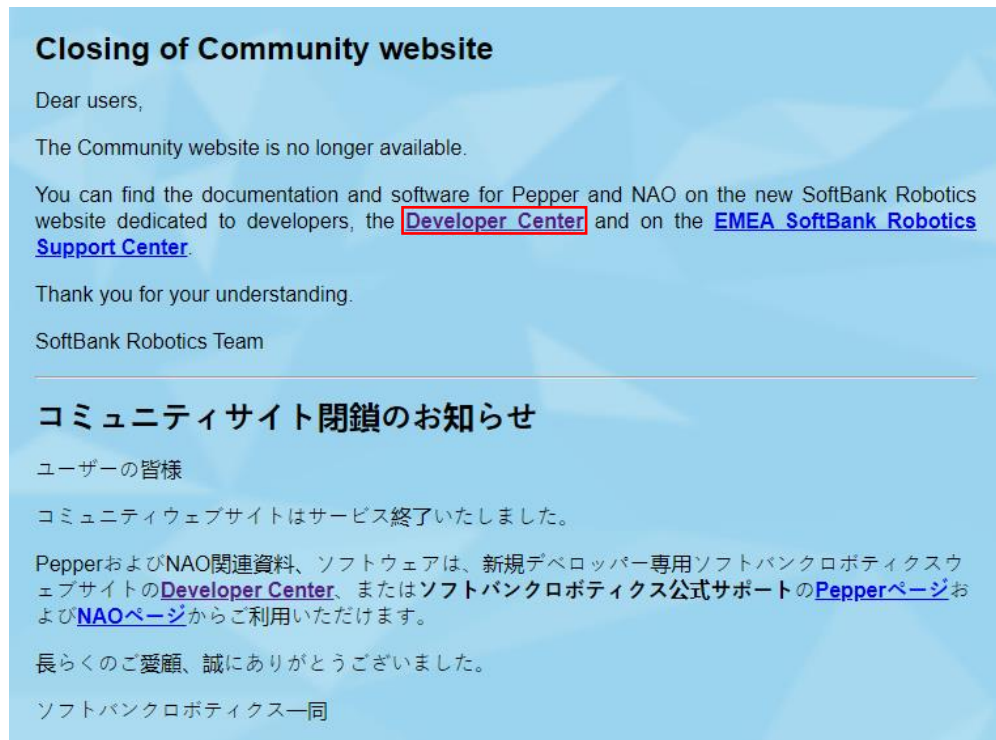 Closing of Community website
Dear users,
The Community website is no longer available.
You can find the documentation and software for Pepper and NAO on the new SoftBank Robotics
website dedicated to developers, the Developer Center and on the EMEA SoftBank Robotics
Support Center.
Thank you for your understanding.
SoftBank Robotics Team
コミュニティサイト閉鎖のお知らせ
ユーザーの皆様
コミュニティウェブサイトはサービス終了いたしました。
PepperおよびNAO関連資料、ソフトウェアは、新規デベロッパー専用ソフトバンクロボティクスウ
ェブサイトのDeveloper Center、またはソフトバンクロボティクス公式サポートのPepperページお
よびNAOページからご利用いただけます。
長らくのご愛顧、誠にありがとうございました。
ソフトバンクロボティクス一同